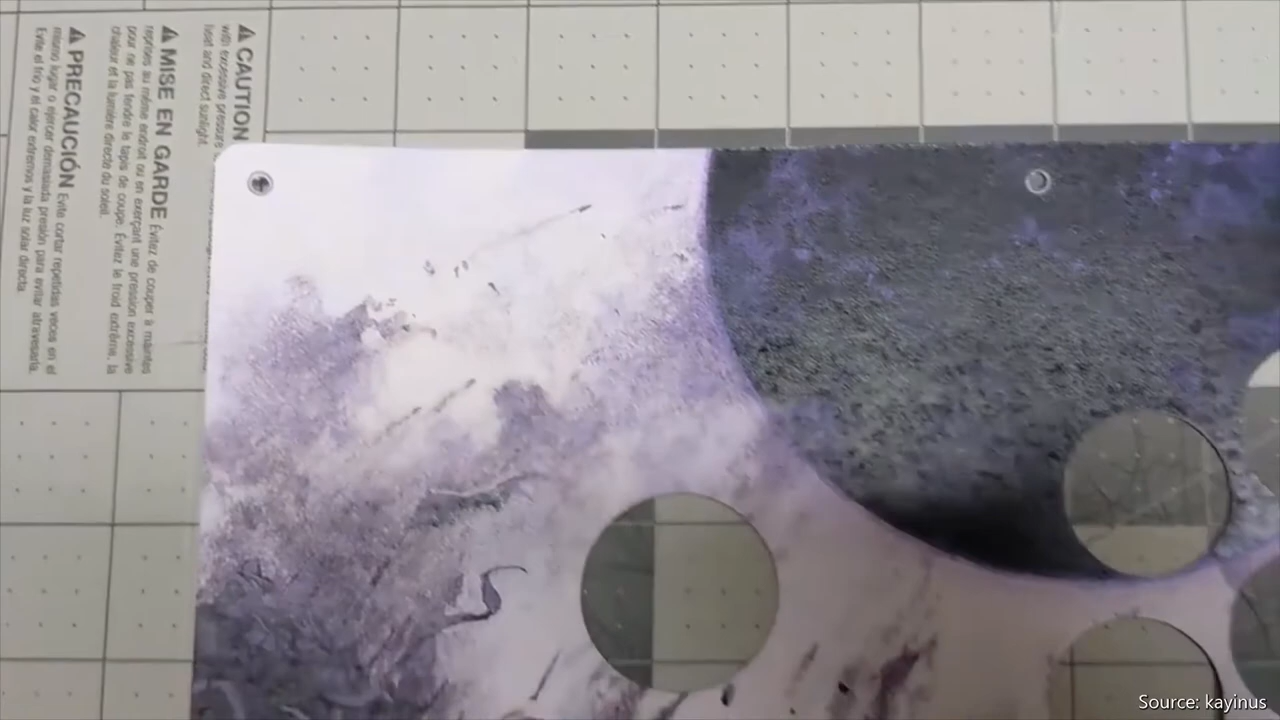 ⚠ CAUTION
with excessive pressure
heat and direct sunlight.
⚠ MISE EN GARDE Évitez de couper à maintes
reprises au même endroit ou en exerçant une pression excessive
pour ne pas fendre le tapis de coupe. Évitez le froid extrême, la
chaleur et la lumière directe du soleil.
⚠ PRECAUCIÓN Evite cortar repetidas veces en el
mismo lugar o ejercer demasiada presión para evitar atravesarla.
Evite el frío y el calor extremos y la luz solar directa.
Source: kayinus